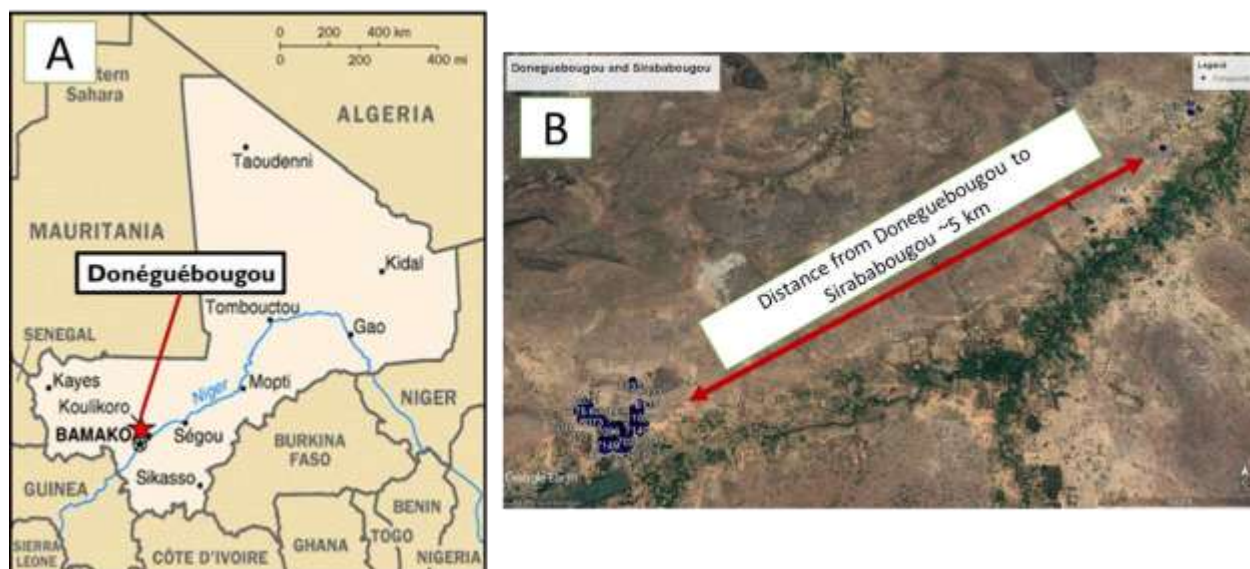 A
0 200 400 km
0 200 400 mi
tern
Sahara
ALGERIA
Taoudenni
MAURITANIA
Donéguébougou
Kidal
Tombouctou
Gao
SENEGAL
Kayes
Niger
Mopti
NIGER
Koulikoro
BAMAKO
Ségou
BURKINA
FASO
Sikasso
GUINEA
BENIN
TOGO
SIERRA
LEONE
CÔTE D'IVOIRE
GHANA
NIGERIA
Doneguebougou and Sirababougou
Legend
B
Distance from Doneguebougou to
Sirababougou ~5 km
Google Earth